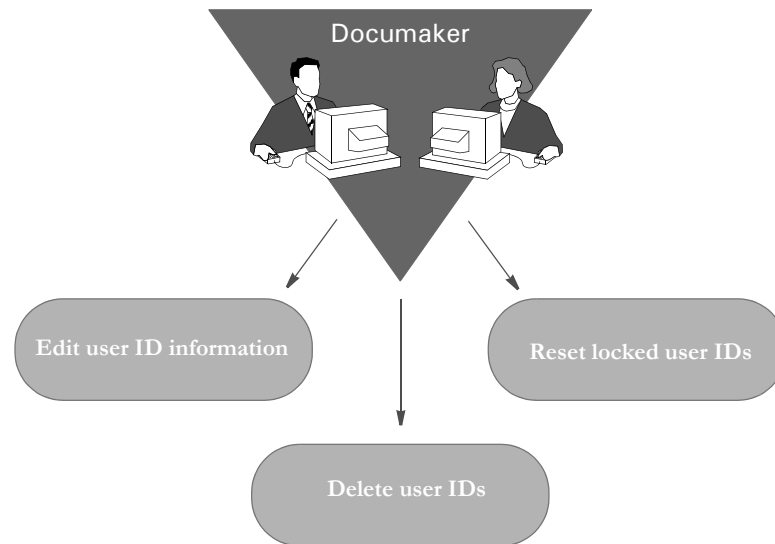 Documaker
Edit user ID information
Reset locked user IDs
Delete user IDs